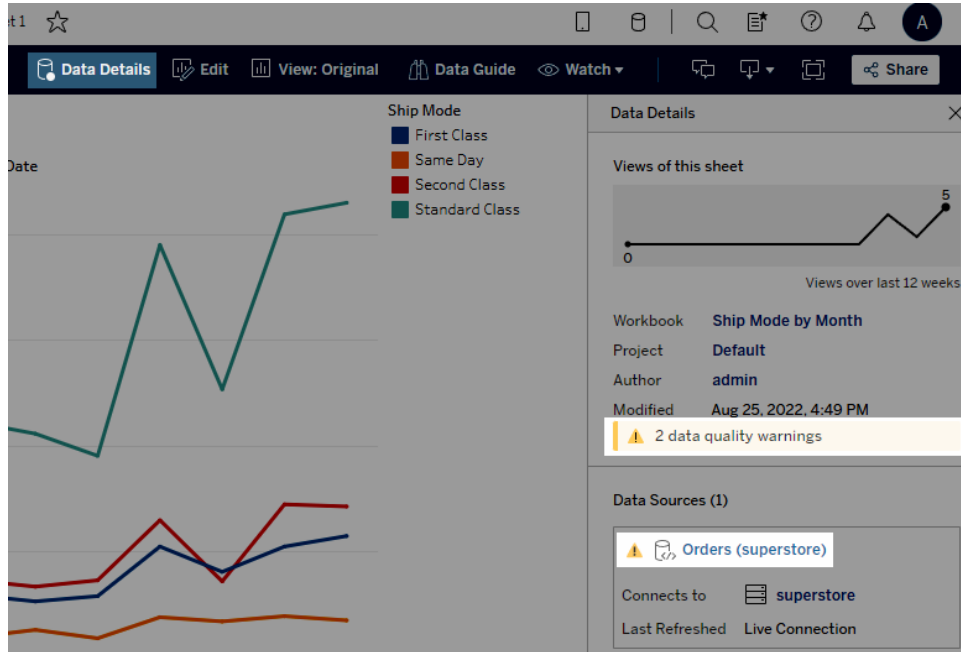 et 1
A
Data Details
Edit
View: Original
Data Guide
Watch
Share
Date
Ship Mode
First Class
Same Day
Second Class
Standard Class
Data Details
Views of this sheet
5
0
Views over last 12 weeks
Workbook Ship Mode by Month
Project Default
Author admin
Modified Aug 25, 2022, 4:49 PM
2 data quality warnings
Data Sources (1)
Orders (superstore)
Connects to superstore
Last Refreshed Live Connection